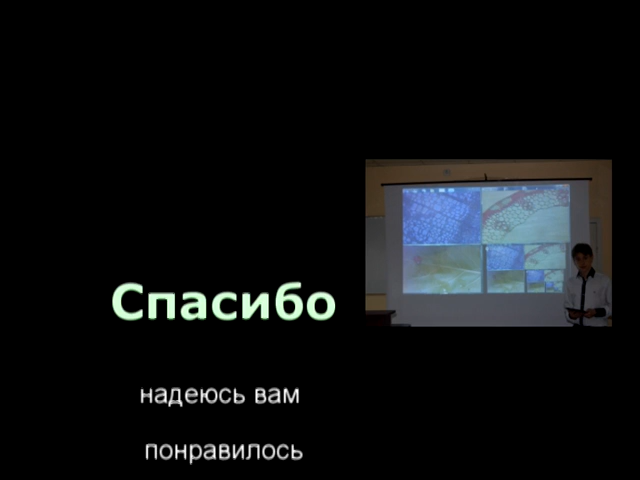 Спасибо
надеюсь вам
понравилось